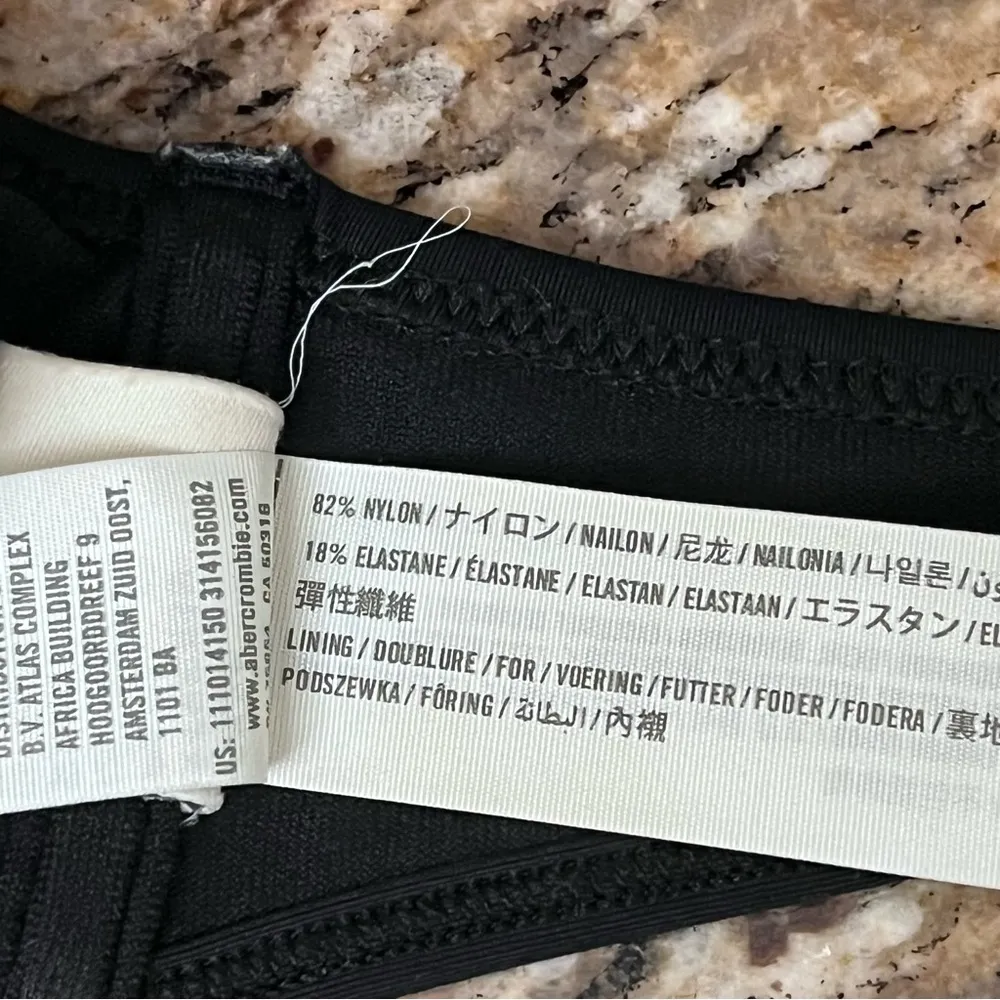 B.V. ATLAS COMPLEX
AFRICA BUILDING
HOOGOORDDREEF 9
AMSTERDAM ZUID OOST,
1101 BA
US: 111014150 314156082
www.abercrombie.com
82% NYLON / ナイロン / NAILON / 尼龙 / NAILONIA / 나일론 /
18% ELASTANE / ÉLASTANE / ELASTAN / ELASTAAN / エラスタン /
彈性纖維
LINING / DOUBLURE / FOR / VOERING / FUTTER / FODER / FODERA / 裏地
PODSZEWKA / FÔRING / البطانة / 內襯